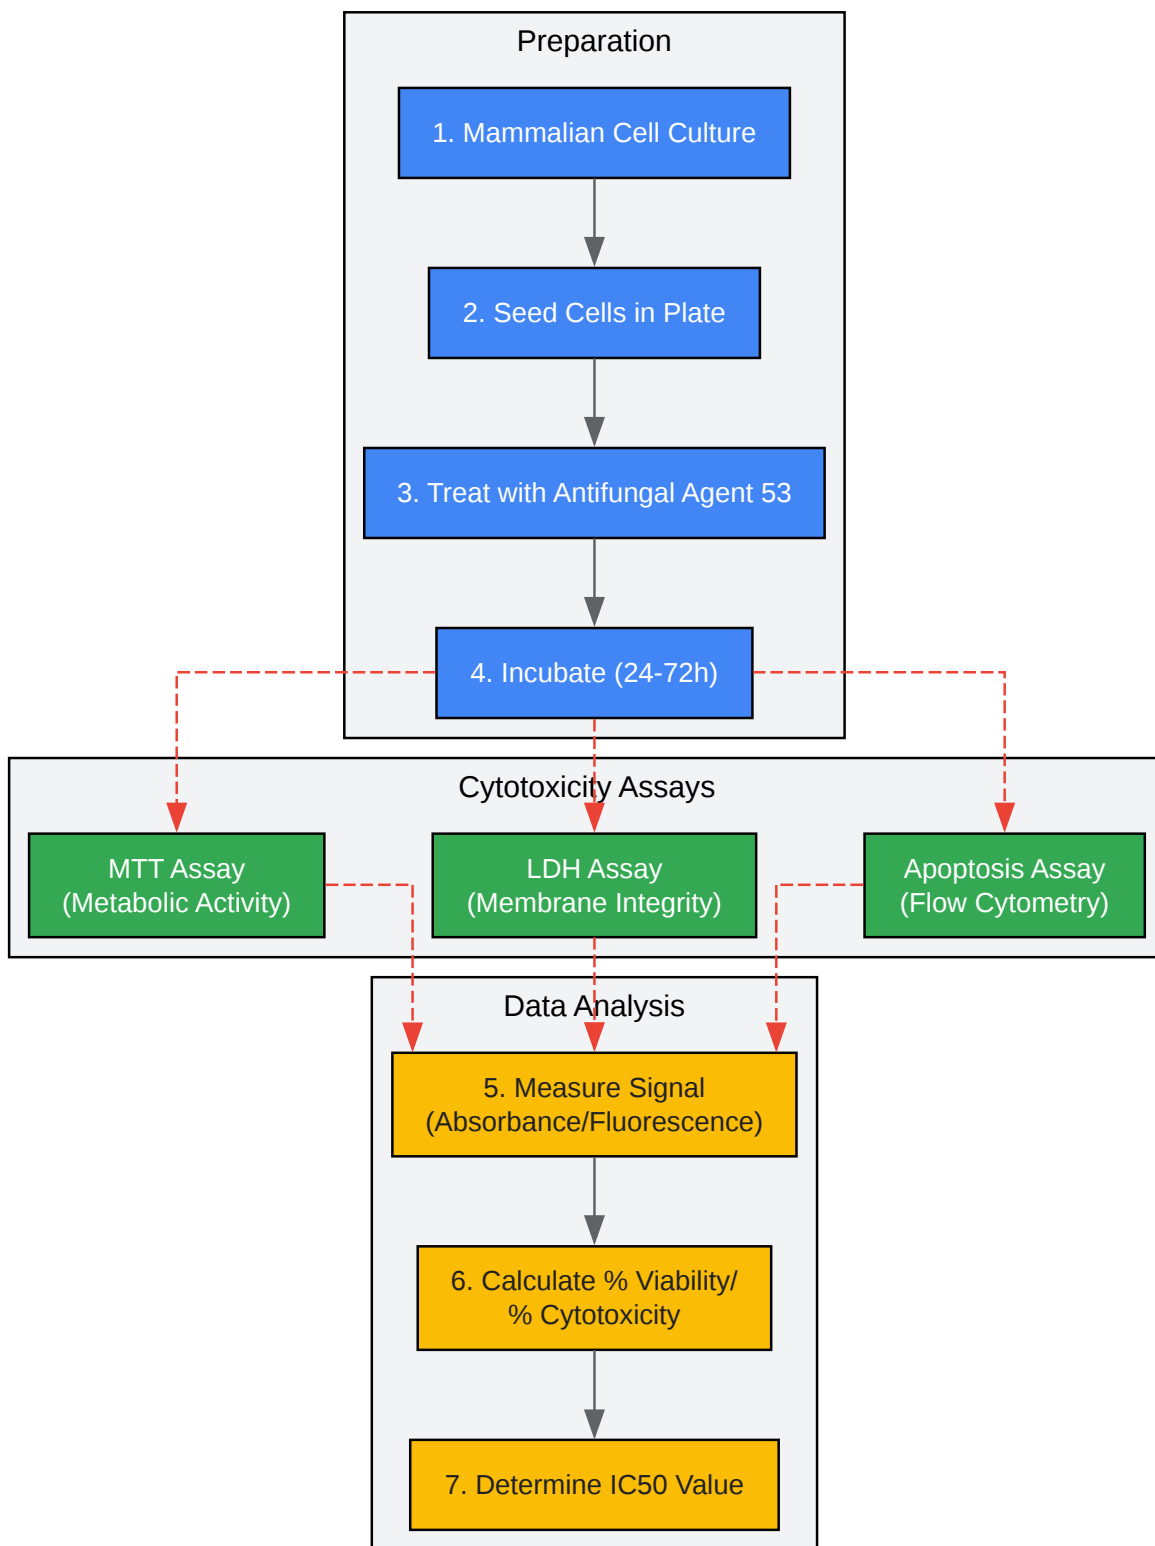 Preparation
1. Mammalian Cell Culture
2. Seed Cells in Plate
3. Treat with Antifungal Agent 53
4. Incubate (24-72h)
Cytotoxicity Assays
MTT Assay
(Metabolic Activity)
LDH Assay
(Membrane Integrity)
Apoptosis Assay
(Flow Cytometry)
Data Analysis
5. Measure Signal
(Absorbance/Fluorescence)
6. Calculate % Viability/
% Cytotoxicity
7. Determine IC50 Value